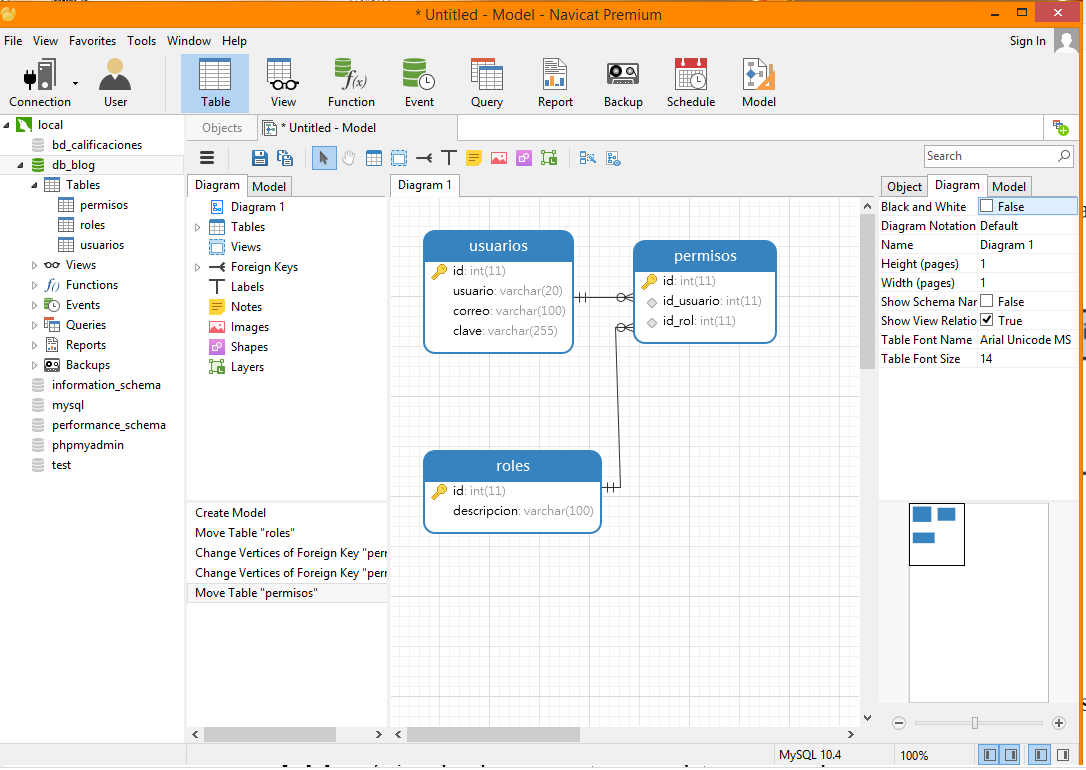 * Untitled - Model - Navicat Premium
File View Favorites Tools Window Help
Sign In
Connection User Table View Function Event Query Report Backup Schedule Model
f(x)
local
bd_calificaciones
db_blog
Tables
permisos
roles
usuarios
Views
f() Functions
Events
Queries
Reports
Backups
information_schema
mysql
performance_schema
phpmyadmin
test
Objects
* Untitled - Model
Search
Diagram Model
Diagram 1
Tables
Views
Foreign Keys
Labels
Notes
Images
Shapes
Layers
Create Model
Move Table "roles"
Change Vertices of Foreign Key "perr
Change Vertices of Foreign Key "perr
Move Table "permisos"
Diagram 1
usuarios
id: int(11)
usuario: varchar(20)
correo: varchar(100)
clave: varchar(255)
permisos
id: int(11)
id_usuario: int(11)
id_rol: int(11)
roles
id: int(11)
descripcion: varchar(100)
Object Diagram Model
Black and White False
Diagram Notation Default
Name Diagram 1
Height (pages) 1
Width (pages) 1
Show Schema Nar False
Show View Relatio True
Table Font Name Arial Unicode MS
Table Font Size 14
MySQL 10.4
100%